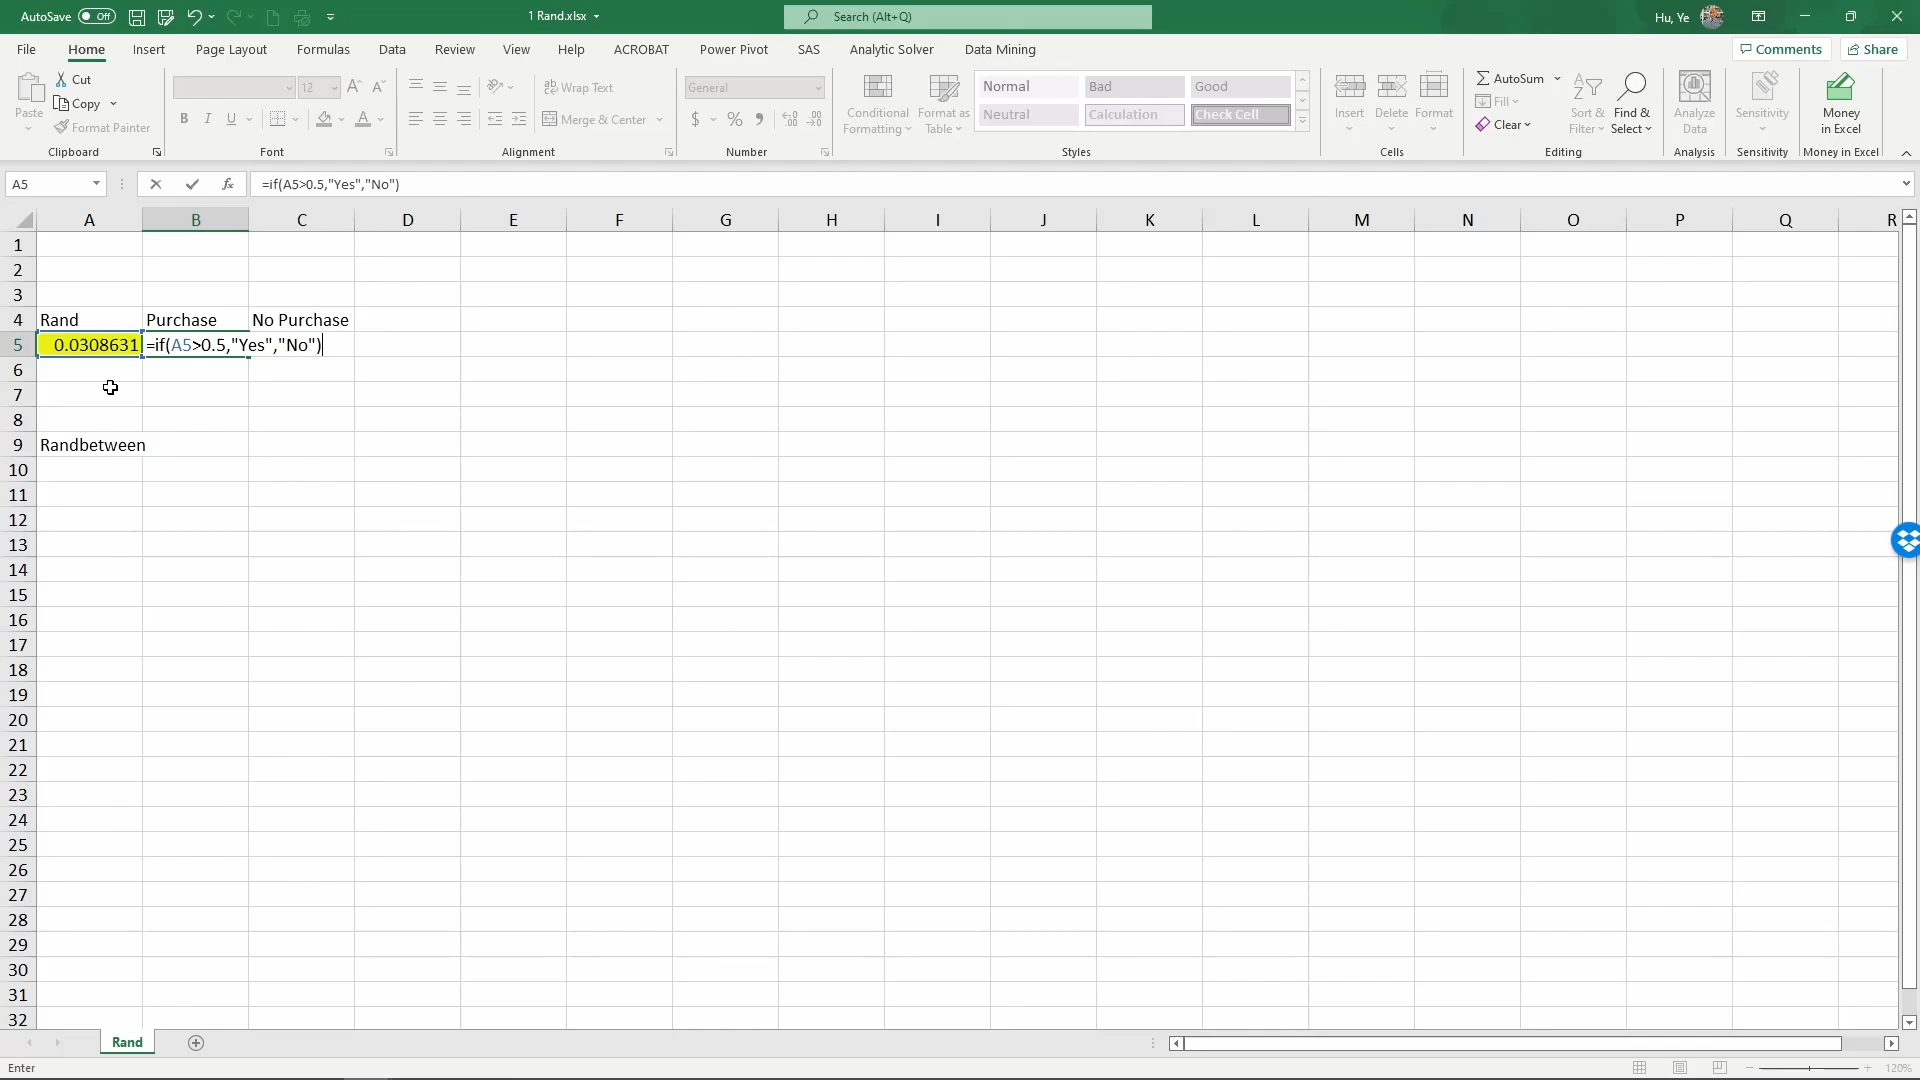 AutoSave Off 1 Rand.xlsx Search (Alt+Q) Hu, Ye
File Home Insert Page Layout Formulas Data Review View Help ACROBAT Power Pivot SAS Analytic Solver Data Mining Comments Share
Paste
Cut
Copy
Format Painter
Clipboard
12
B I U
Font
Wrap Text
Merge & Center
Alignment
General
$ % 9
Number
Conditional
Formatting
Format as
Table
Normal Bad Good
Neutral Calculation Check Cell
Styles
Insert Delete Format
Cells
AutoSum
Fill
Clear
Sort &
Filter
Find &
Select
Editing
Analyze
Data
Analysis
Sensitivity
Sensitivity
Money
in Excel
Money in Excel
A5 fx =if(A5>0.5,"Yes","No")
A B C D E F G H I J K L M N O P Q R
1
2
3
4 Rand Purchase No Purchase
5 0.0308631 =if(A5>0.5,"Yes","No")
6
7
8
9 Randbetween
10
11
12
13
14
15
16
17
18
19
20
21
22
23
24
25
26
27
28
29
30
31
32
Rand
Enter 120%